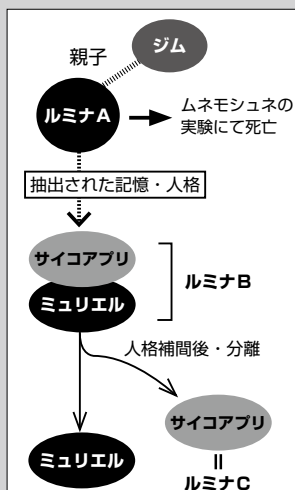 ジム
親子
ルミナA
ムネモシュネの
実験にて死亡
抽出された記憶・人格
サイコアプリ
ミュリエル
ルミナB
人格補間後・分離
サイコアプリ
ミュリエル
=
ルミナC